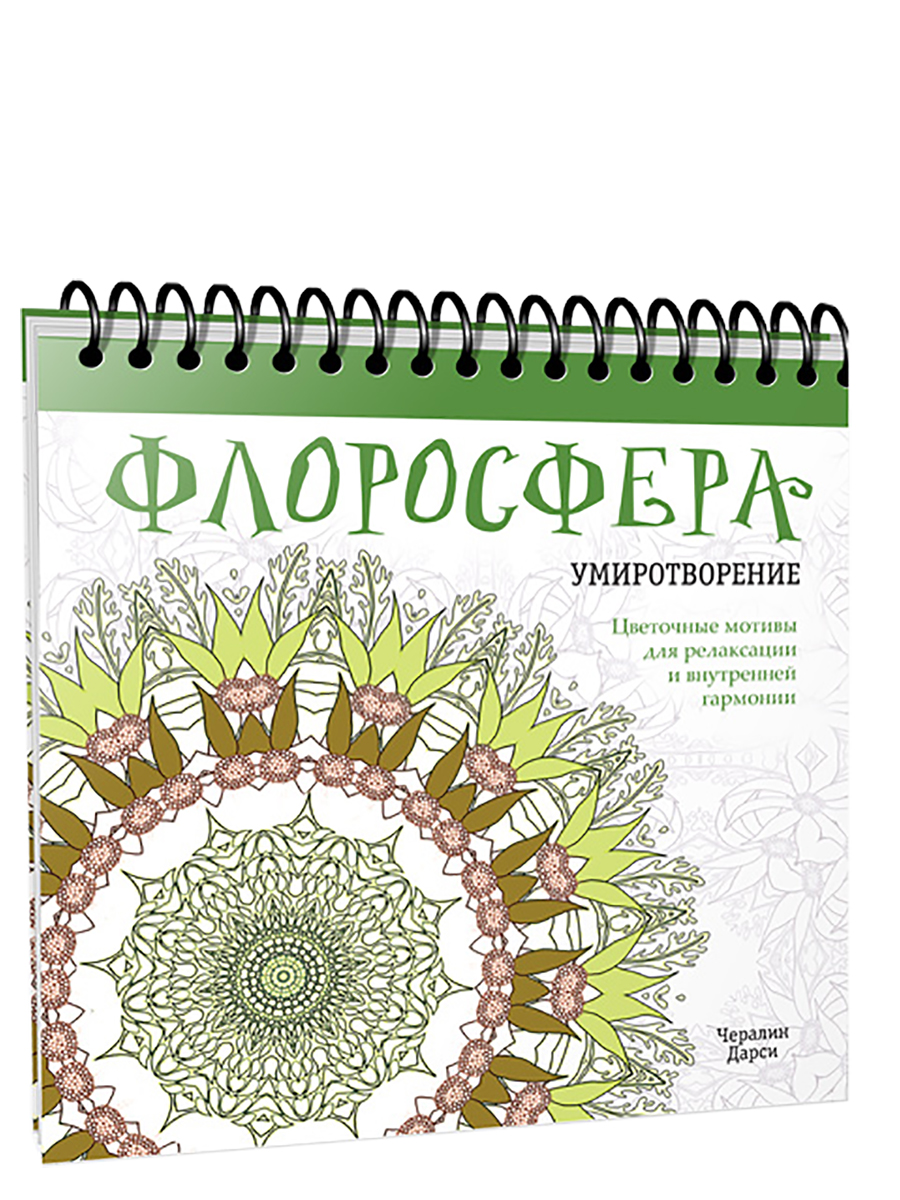 ФЛОРОСФЕРА
УМИРОТВОРЕНИЕ
Цветочные мотивы
для релаксации
и внутренней
гармонии
Чералин
Дарси